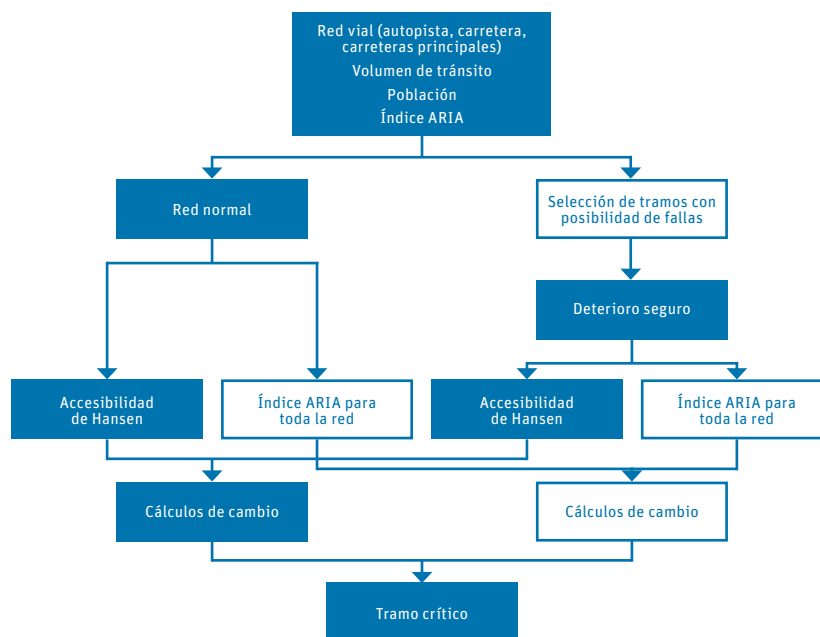 Red vial (autopista, carretera,
carreteras principales)
Volumen de tránsito
Población
Índice ARIA
Red normal
Selección de tramos con
posibilidad de fallas
Deterioro seguro
Accesibilidad
de Hansen
Índice ARIA para
toda la red
Accesibilidad
de Hansen
Índice ARIA para
toda la red
Cálculos de cambio
Cálculos de cambio
Tramo crítico